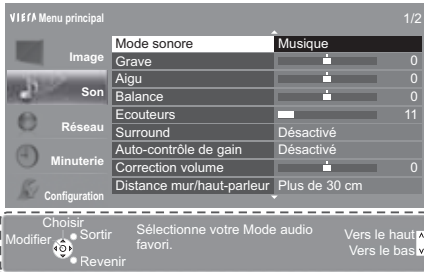 VIErA Menu principal 1/2
Image
Son
Réseau
Minuterie
Configuration
Mode sonore Musique
Grave 0
Aigu 0
Balance 0
Ecouteurs 11
Surround Désactivé
Auto-contrôle de gain Désactivé
Correction volume 0
Distance mur/haut-parleur Plus de 30 cm
Choisir
Modifier
Sortir
Revenir
Sélectionne votre Mode audio
favori.
Vers le haut
Vers le bas